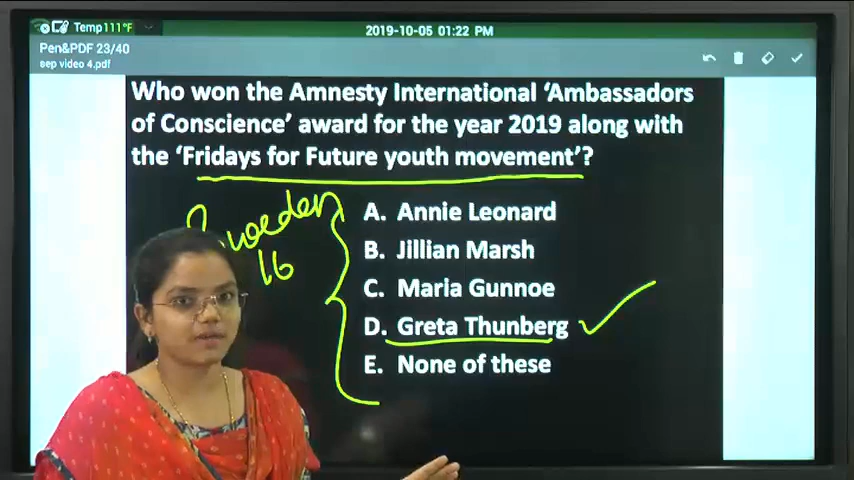 Temp 111°F
2019-10-05 01:22 PM
Pen&PDF 23/40
sep video 4.pdf
Who won the Amnesty International ‘Ambassadors
of Conscience’ award for the year 2019 along with
the ‘Fridays for Future youth movement’?
Sweden
16
A. Annie Leonard
B. Jillian Marsh
C. Maria Gunnoe
D. Greta Thunberg
E. None of these